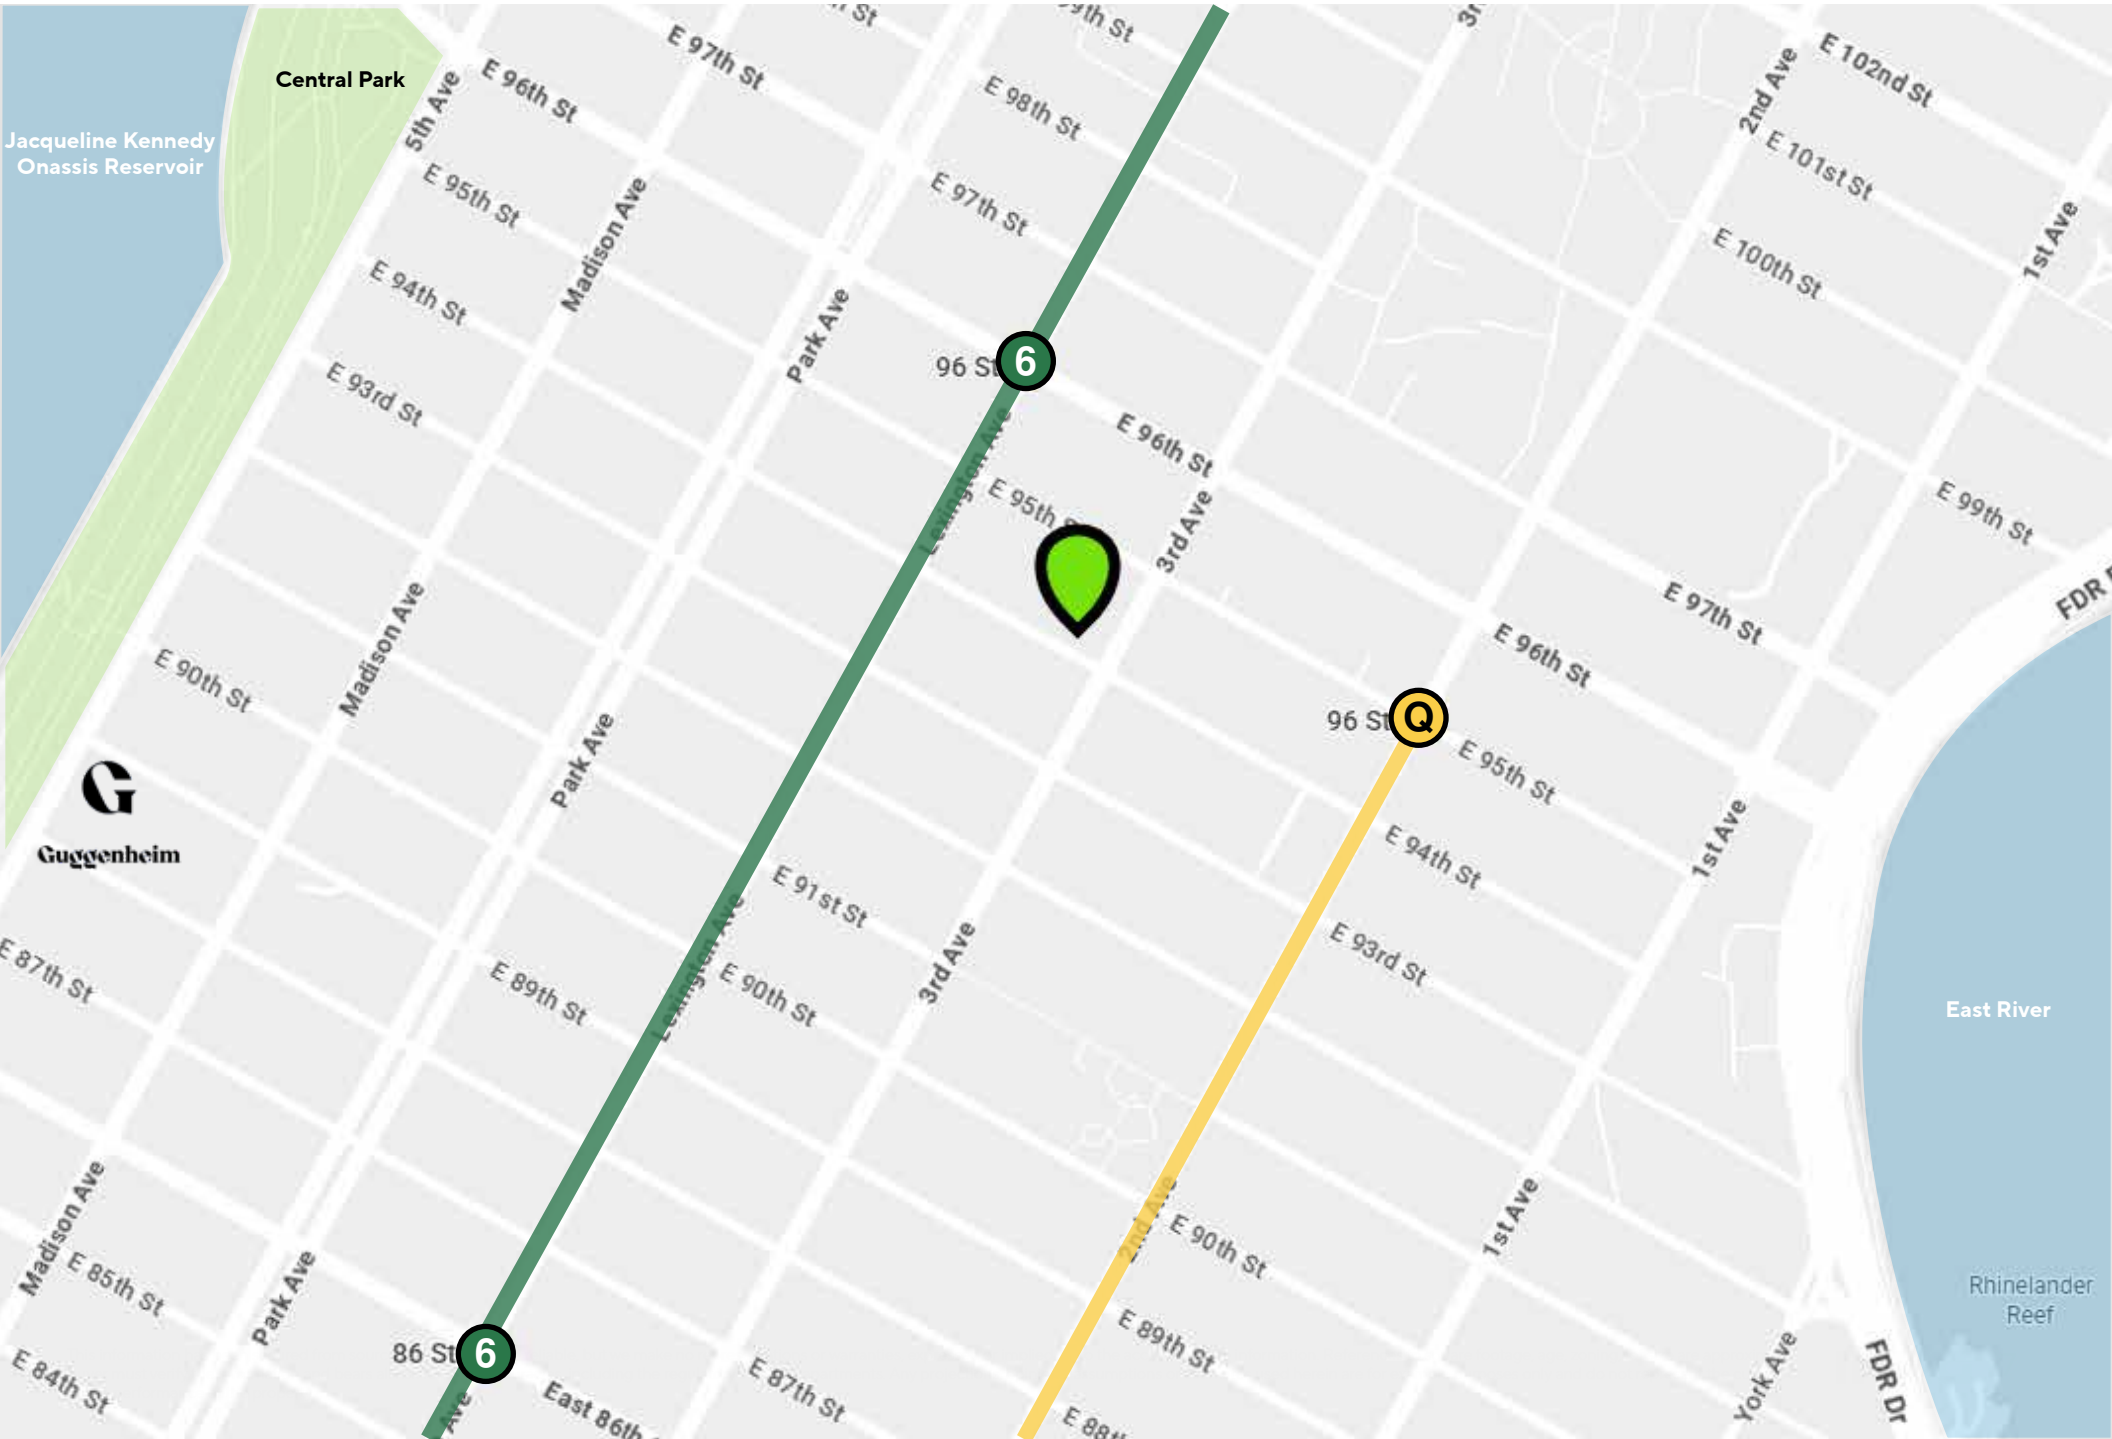 Central Park
Jacqueline Kennedy
Onassis Reservoir
5th Ave
E 96th St
E 97th St
E 98th St
E 102nd St
2nd Ave
E 101st St
1st Ave
E 95th St
Madison Ave
E 97th St
E 100th St
E 94th St
Park Ave
96 St
6
E 93rd St
Lexington Ave
E 96th St
E 95th
3rd Ave
E 99th St
FDR
E 97th St
E 96th St
Madison Ave
E 90th St
96 St
Q
Park Ave
E 95th St
G
Guggenheim
E 94th St
1st Ave
E 91st St
Lexington Ave
3rd Ave
E 93rd St
E 87th St
E 89th St
E 90th St
East River
Madison Ave
2nd Ave
1st Ave
E 90th St
E 85th St
Park Ave
Rhinelander
Reef
E 89th St
86 St
6
E 84th St
East 86th
E 87th St
E 88th
York Ave
FDR Dr
Ave